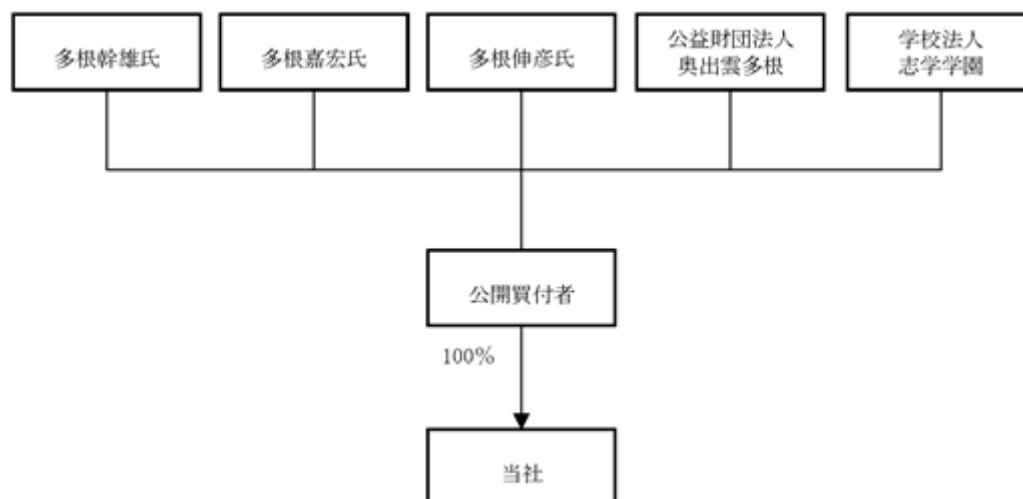 多根幹雄氏
多根嘉宏氏
多根伸彦氏
公益財団法人
奥出雲多根
学校法人
志学学園
公開買付者
100%
当社